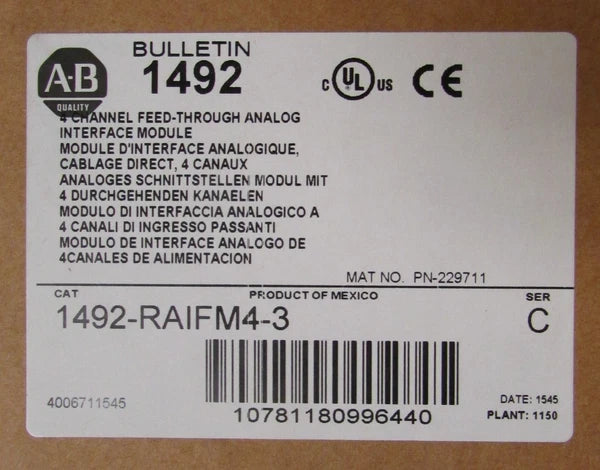 A·B
QUALITY
BULLETIN
1492
C UL US CE
4 CHANNEL FEED-THROUGH ANALOG
INTERFACE MODULE
MODULE D'INTERFACE ANALOGIQUE,
CABLAGE DIRECT, 4 CANAUX
ANALOGES SCHNITTSTELLEN MODUL MIT
4 DURCHGEHENDEN KANAELEN
MODULO DI INTERFACCIA ANALOGICO A
4 CANALI DI INGRESSO PASSANTI
MODULO DE INTERFACE ANALOGO DE
4CANALES DE ALIMENTACION
MAT NO. PN-229711
CAT PRODUCT OF MEXICO SER
1492-RAIFM4-3 C
4006711545
10781180996440
DATE: 1545
PLANT: 1150